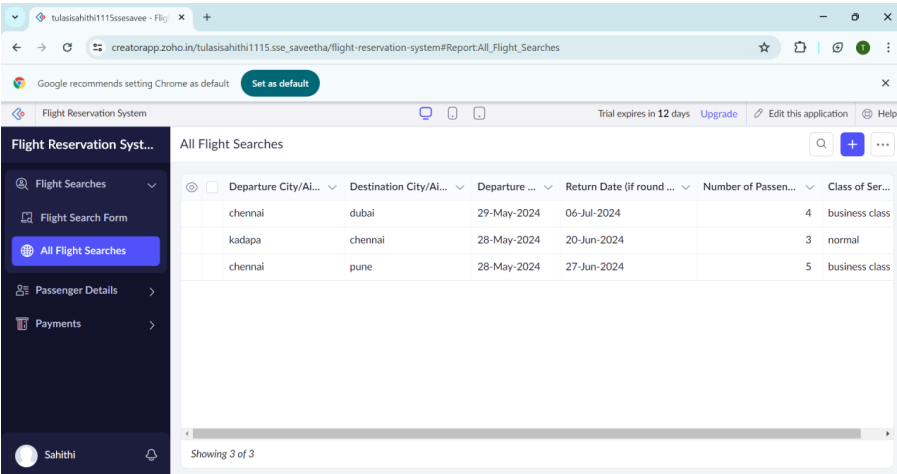 tulasisahithi1115ssesavee - Flig
creatorapp.zoho.in/tulasisahithi1115.sse_saveetha/flight-reservation-system#Report:All_Flight_Searches
T
Google recommends setting Chrome as default Set as default
Flight Reservation System Trial expires in 12 days Upgrade Edit this application Help
Flight Reservation Syst... All Flight Searches
Flight Searches
Flight Search Form
All Flight Searches
Passenger Details
Payments
Departure City/Ai... Destination City/Ai... Departure ... Return Date (if round ... Number of Passen... Class of Ser...
chennai dubai 29-May-2024 06-Jul-2024 4 business class
kadapa chennai 28-May-2024 20-Jun-2024 3 normal
chennai pune 28-May-2024 27-Jun-2024 5 business class
Sahithi Showing 3 of 3